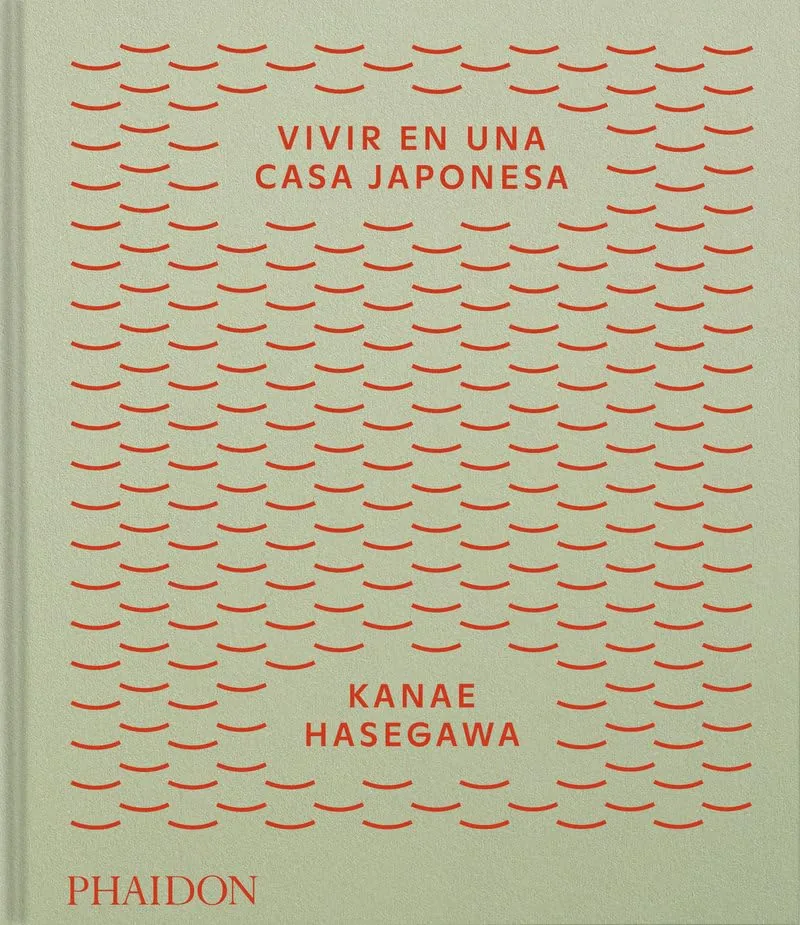 VIVIR EN UNA
CASA JAPONESA
KANAE
HASEGAWA
PHAIDON